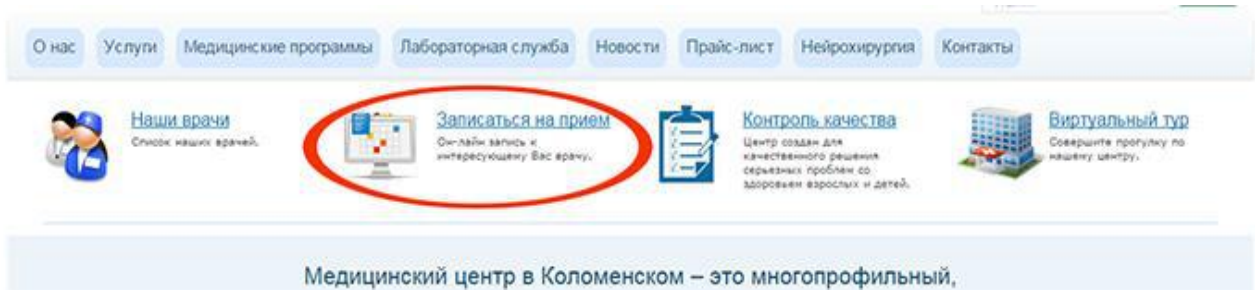 О нас Услуги Медицинские программы Лабораторная служба Новости Прайс-лист Нейрохирургия Контакты
Наши врачи
Список наших врачей.
Записаться на прием
Он-лайн запись к
интересующему Вас врачу.
Контроль качества
Центр создан для
качественного решения
серьезных проблем со
здоровьем взрослых и детей.
Виртуальный тур
Совершите прогулку по
нашему центру.
Медицинский центр в Коломенском – это многопрофильный,